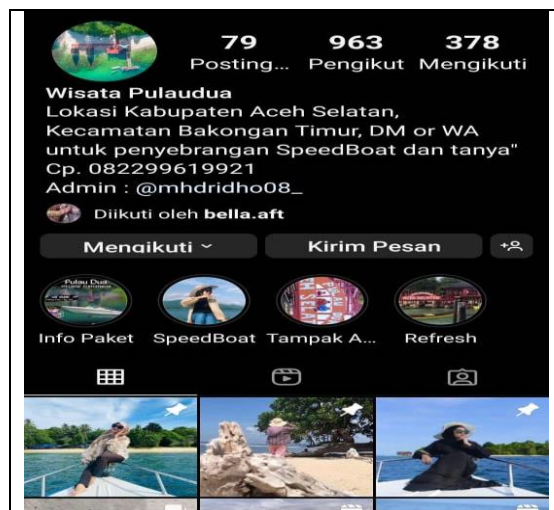 79 963 378
Posting... Pengikut Mengikuti
Wisata Pulaudua
Lokasi Kabupaten Aceh Selatan,
Kecamatan Bakongan Timur, DM or WA
untuk penyebrangan SpeedBoat dan tanya"
Cp. 082299619921
Admin : @mhdridho08_
Diikuti oleh bella.aft
Mengikuti
Kirim Pesan
Pulau Dua
Info Paket SpeedBoat Tampak A... Refresh